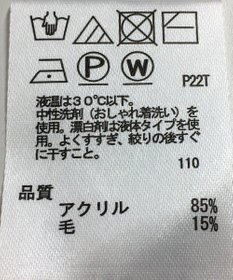 P
W
P22T
液温は30℃以下。
中性洗剤（おしゃれ着洗い）を
使用。漂白剤は液体タイプを使
用。よくすすぎ、絞りの後すぐ
に干すこと。
110
品質
アクリル 85%
毛 15%